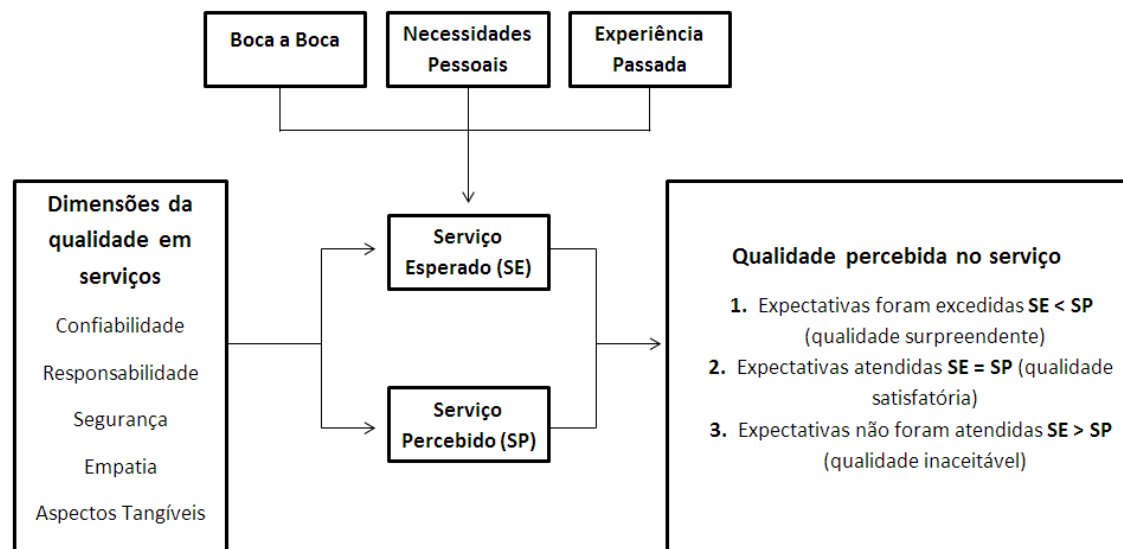 Boca a Boca
Necessidades
Pessoais
Experiência
Passada
Dimensões da
qualidade em
serviços
Confiabilidade
Responsabilidade
Segurança
Empatia
Aspectos Tangíveis
Serviço
Esperado (SE)
Serviço
Percebido (SP)
Qualidade percebida no serviço
1. Expectativas foram excedidas SE < SP
(qualidade surpreendente)
2. Expectativas atendidas SE = SP (qualidade
satisfatória)
3. Expectativas não foram atendidas SE > SP
(qualidade inaceitável)